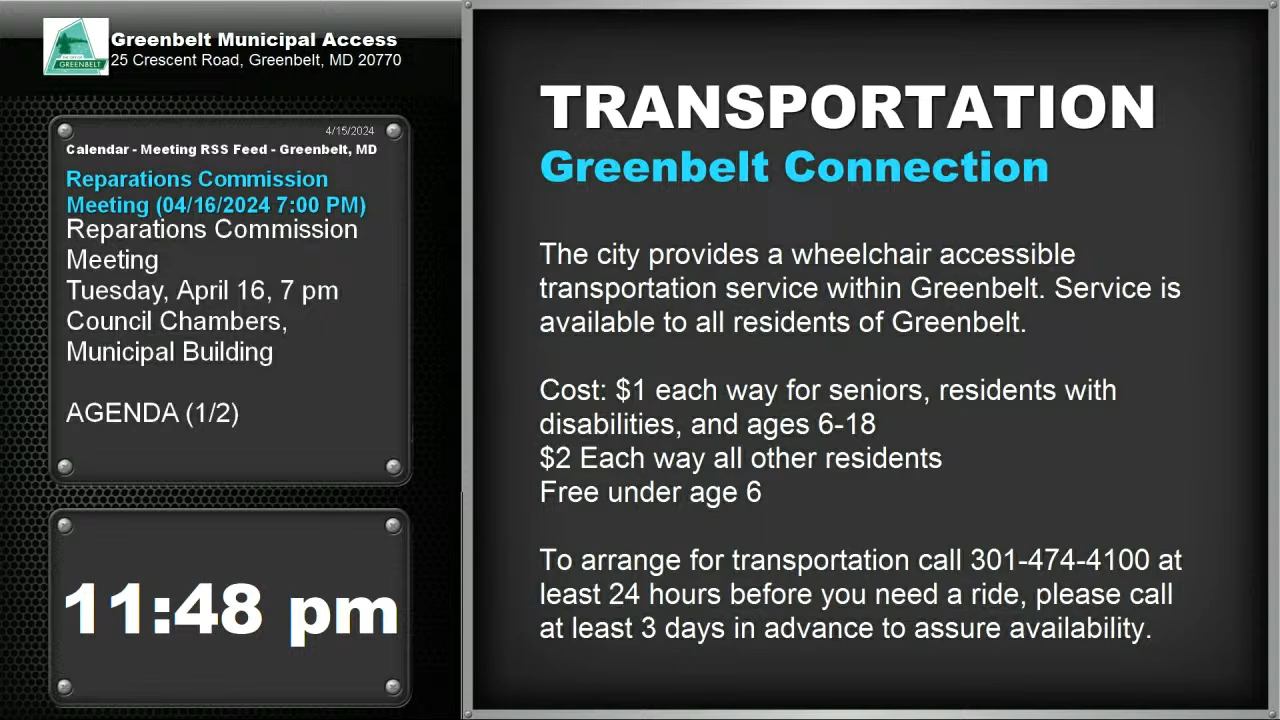 Greenbelt Municipal Access
25 Crescent Road, Greenbelt, MD 20770
GREENBELT
4/15/2024
Calendar - Meeting RSS Feed - Greenbelt, MD
Reparations Commission
Meeting (04/16/2024 7:00 PM)
Reparations Commission
Meeting
Tuesday, April 16, 7 pm
Council Chambers,
Municipal Building
AGENDA (1/2)
11:48 pm
TRANSPORTATION
Greenbelt Connection
The city provides a wheelchair accessible
transportation service within Greenbelt. Service is
available to all residents of Greenbelt.
Cost: $1 each way for seniors, residents with
disabilities, and ages 6-18
$2 Each way all other residents
Free under age 6
To arrange for transportation call 301-474-4100 at
least 24 hours before you need a ride, please call
at least 3 days in advance to assure availability.